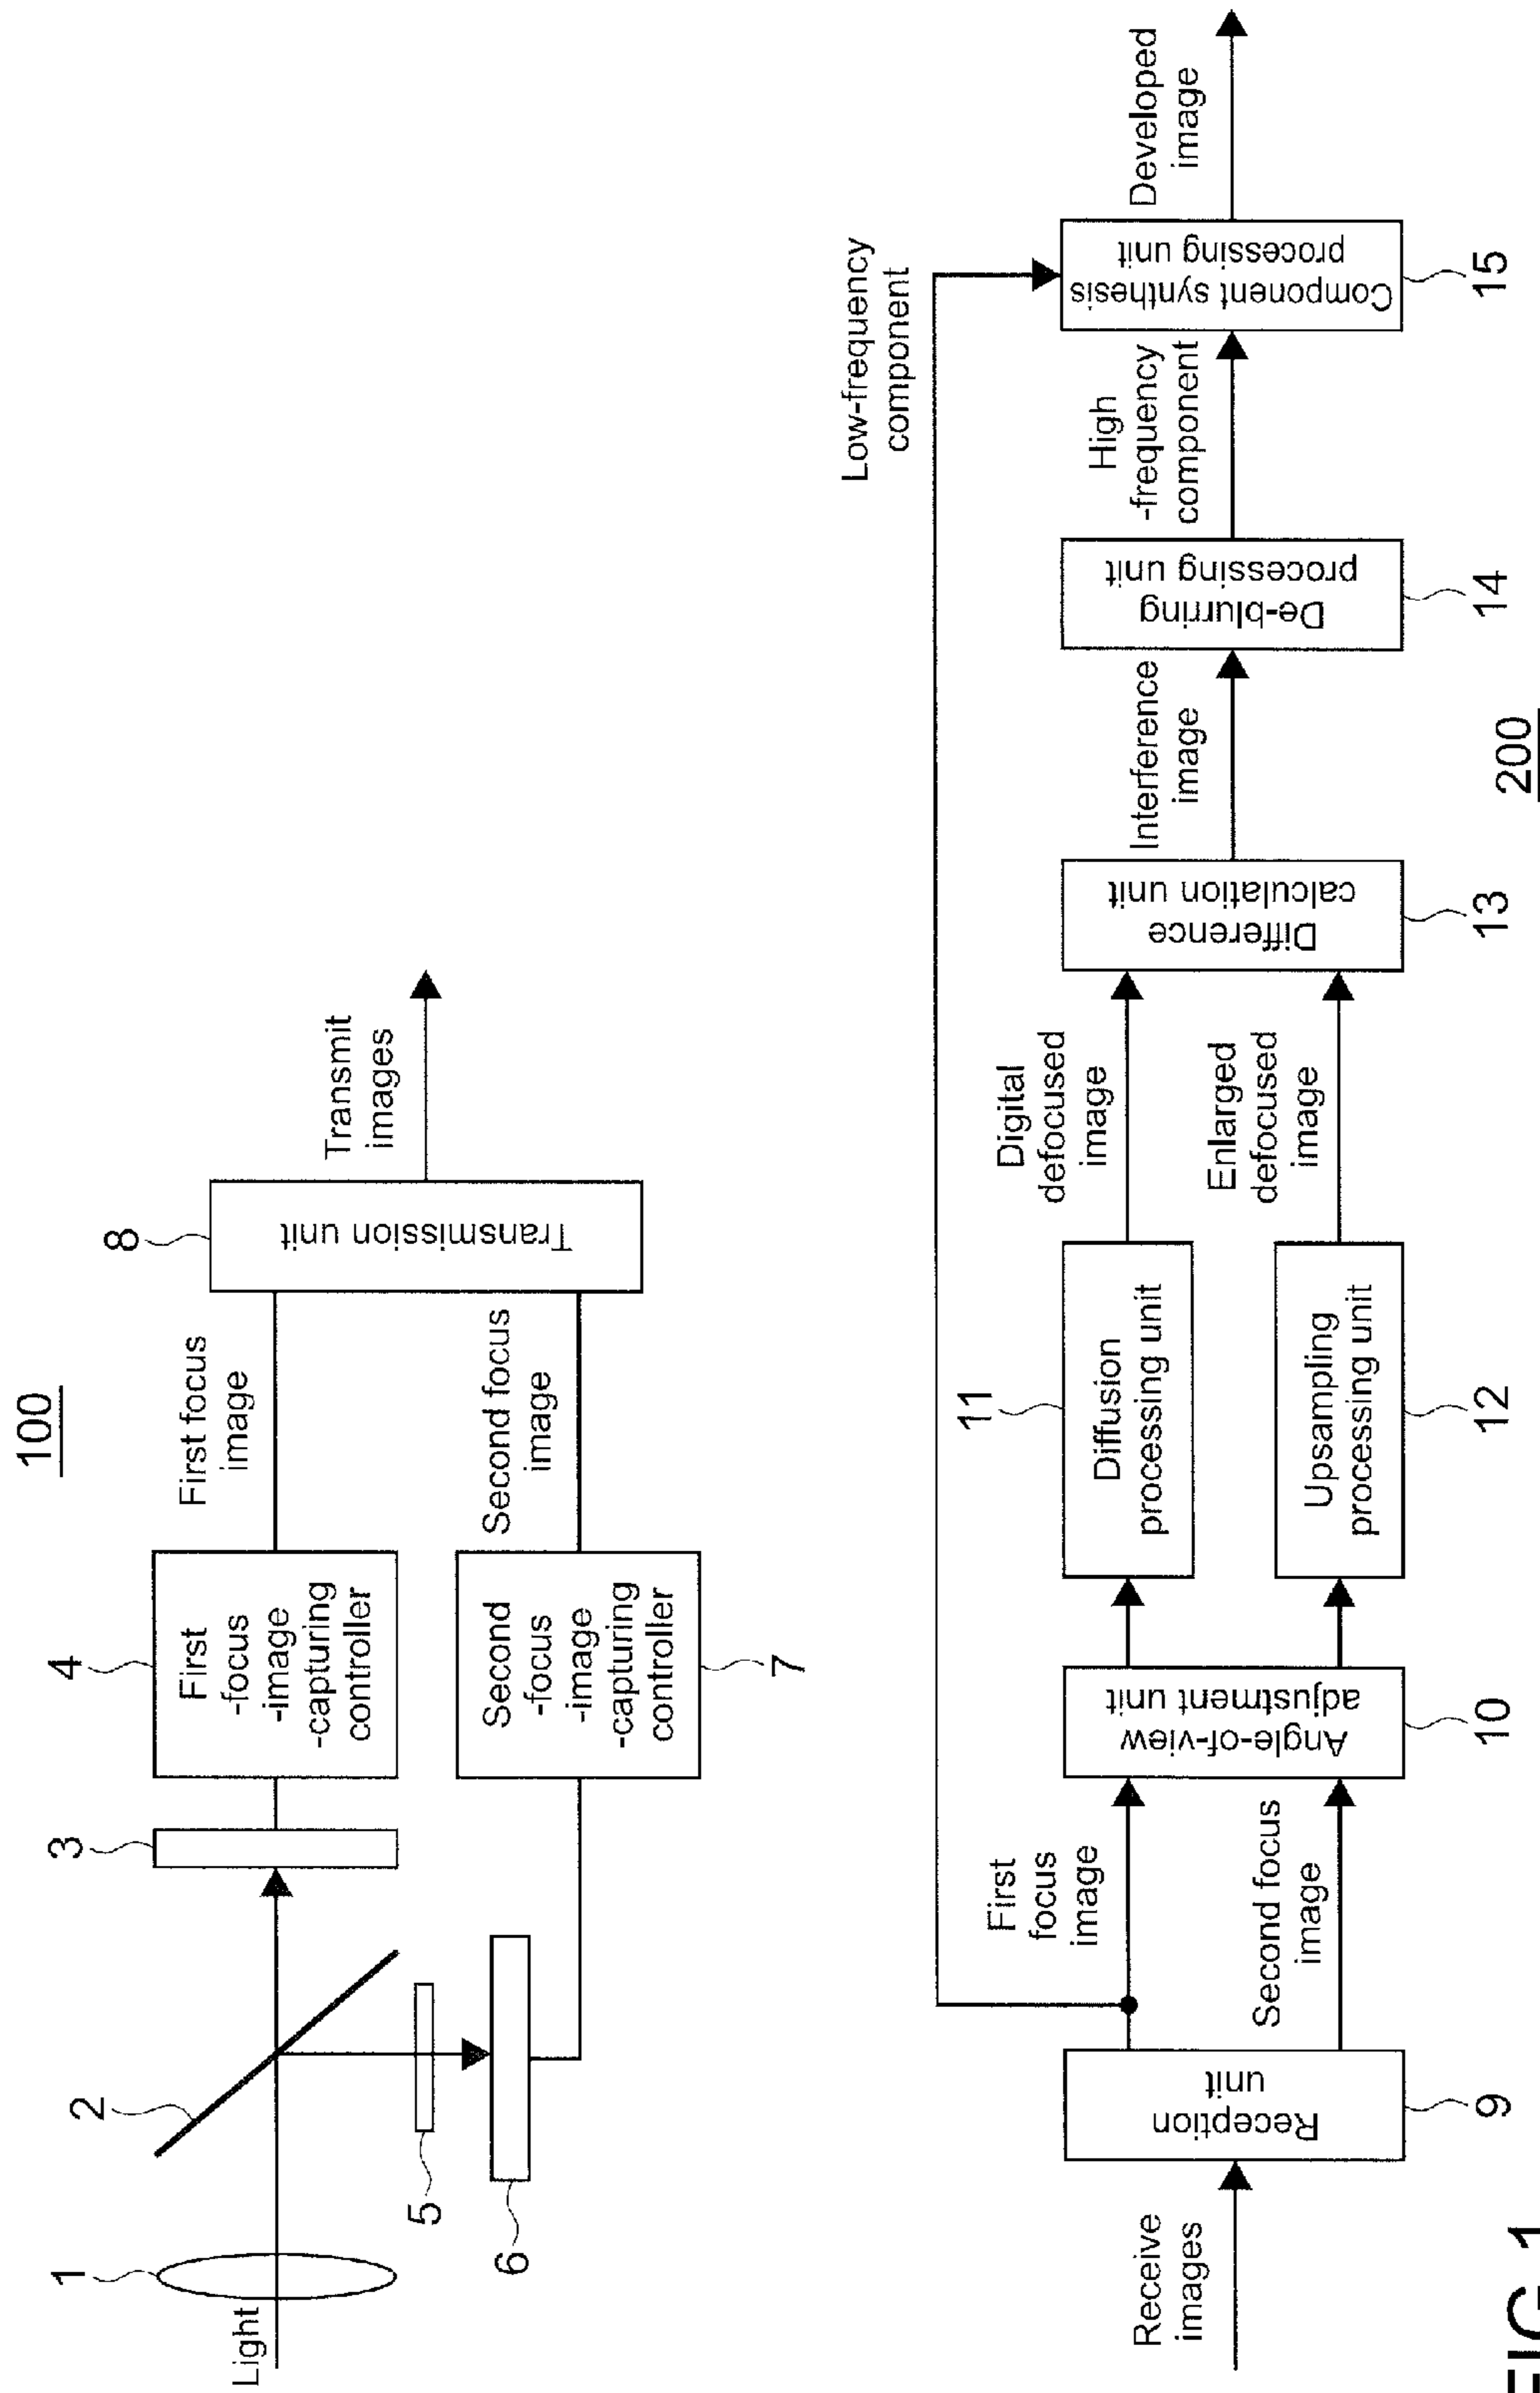 100
Light
1
2
3
4
First
-focus
-image
-capturing
controller
First focus
image
5
6
7
Second
-focus
-image
-capturing
controller
Second focus
image
8
Transmission unit
Transmit
images
Receive
images
Reception
unit
9
First
focus
image
Second focus
image
Angle-of-view
adjustment unit
10
11
Diffusion
processing unit
Upsampling
processing unit
12
Digital
defocused
image
Enlarged
defocused
image
Difference
calculation unit
13
Interference
image
De-blurring
processing unit
14
High
-frequency
component
Low-frequency
component
Component synthesis
processing unit
15
Developed
image
200
FIG.1